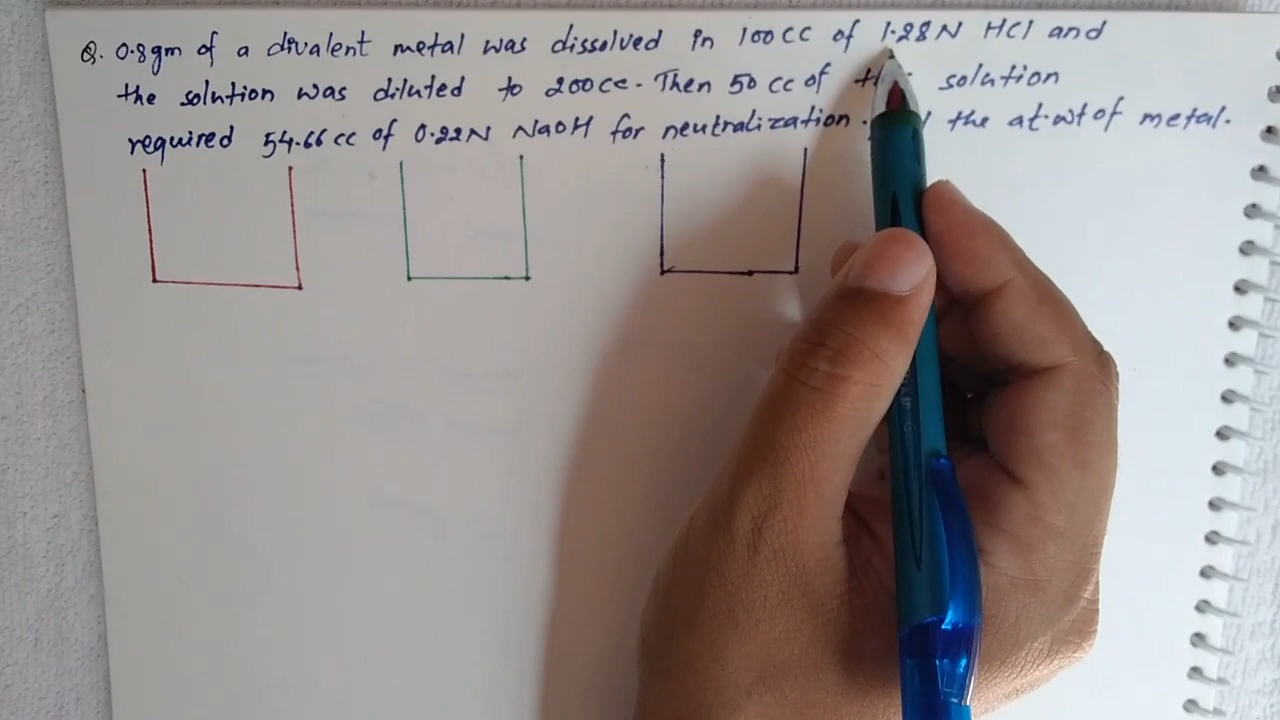 Q. 0.8gm of a divalent metal was dissolved in 100cc of 1.28N HCl and
the solution was diluted to 200cc. Then 50cc of solution
required 54.66cc of 0.22N NaOH for neutralization. the at.wt of metal.